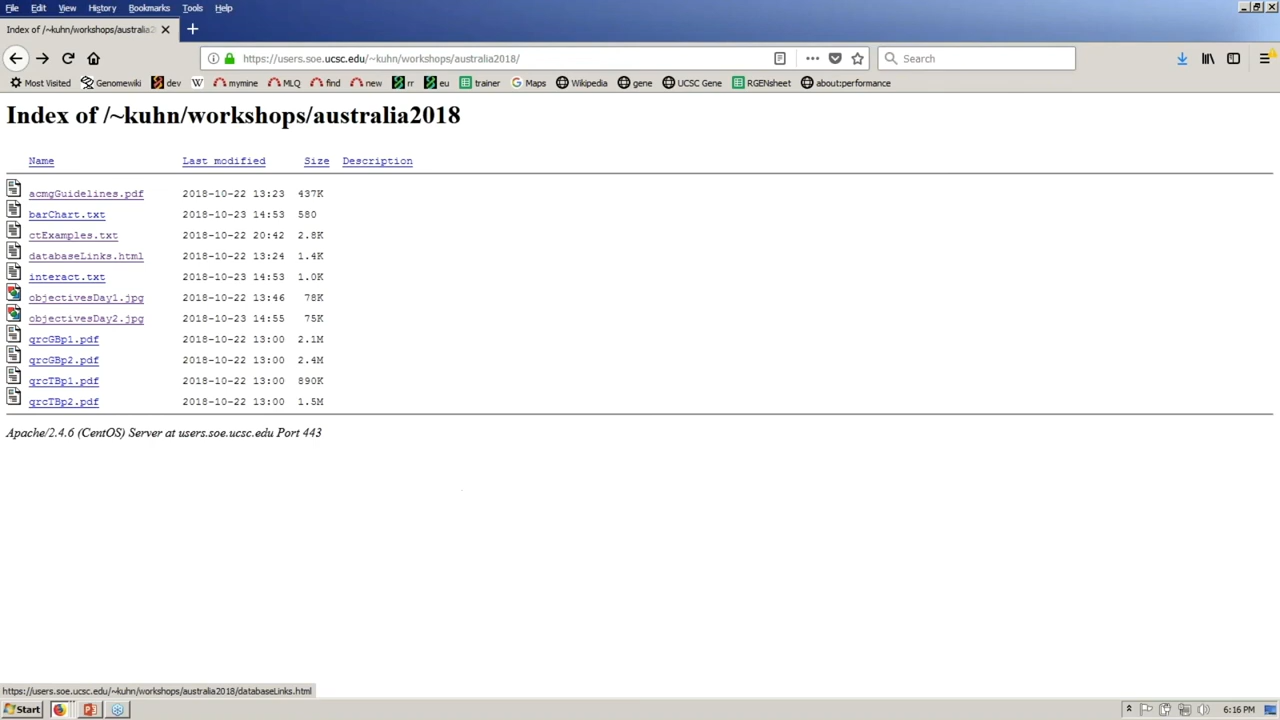 File Edit View History Bookmarks Tools Help
Index of /~kuhn/workshops/australia2
https://users.soe.ucsc.edu/~kuhn/workshops/australia2018/
Search
Most Visited Genomewiki dev mymine MLQ find new rr eu trainer Maps Wikipedia gene UCSC Gene RGENsheet about:performance
Index of /~kuhn/workshops/australia2018
Name Last modified Size Description
acmgGuidelines.pdf 2018-10-22 13:23 437K
barChart.txt 2018-10-23 14:53 580
ctExamples.txt 2018-10-22 20:42 2.8K
databaseLinks.html 2018-10-22 13:24 1.4K
interact.txt 2018-10-23 14:53 1.0K
objectivesDay1.jpg 2018-10-22 13:46 78K
objectivesDay2.jpg 2018-10-23 14:55 75K
qrcGBp1.pdf 2018-10-22 13:00 2.1M
qrcGBp2.pdf 2018-10-22 13:00 2.4M
qrcTBp1.pdf 2018-10-22 13:00 890K
qrcTBp2.pdf 2018-10-22 13:00 1.5M
Apache/2.4.6 (CentOS) Server at users.soe.ucsc.edu Port 443
https://users.soe.ucsc.edu/~kuhn/workshops/australia2018/databaseLinks.html
Start 6:16 PM